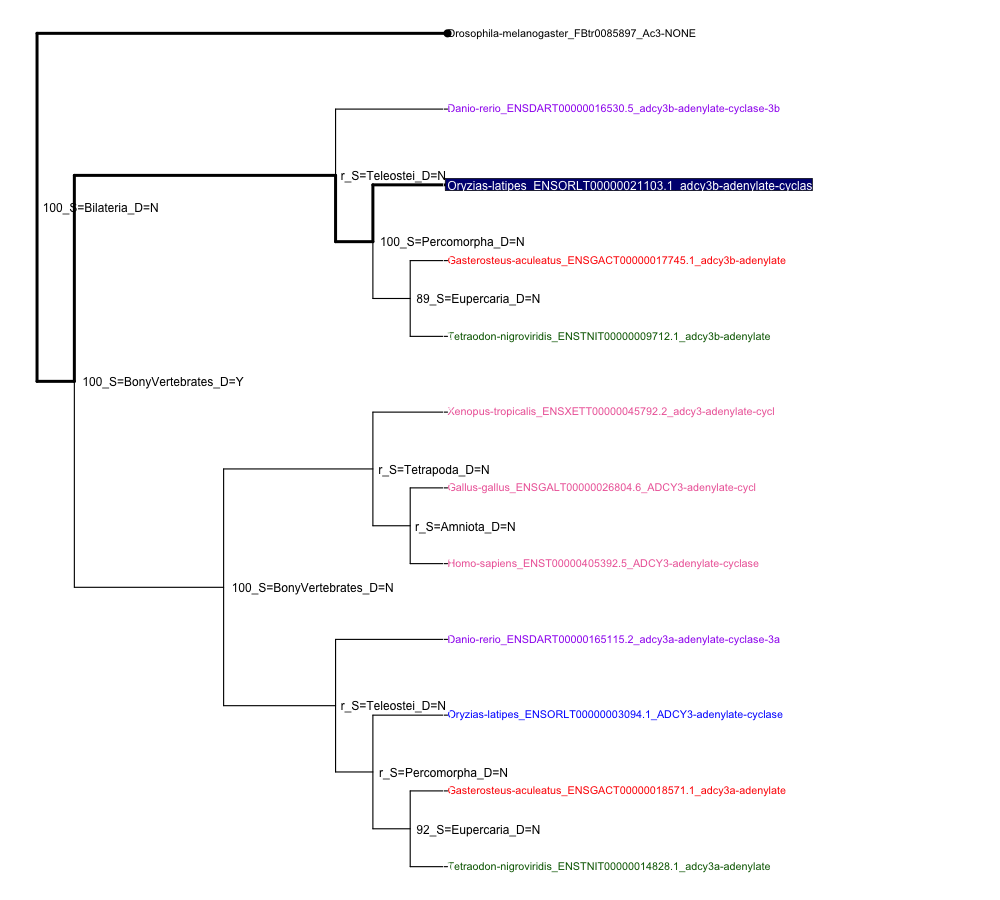 Drosophila-melanogaster_FBtr0085897_Ac3-NONE
Danio-rerio_ENSDART00000016530.5_adcy3b-adenylate-cyclase-3b
r_S=Teleostei_D=N
Oryzias-latipes_ENSORLT00000021103.1_adcy3b-adenylate-cyclas
100_S=Bilateria_D=N
100_S=Percomorpha_D=N
Gasterosteus-aculeatus_ENSGACT00000017745.1_adcy3b-adenylate
89_S=Eupercaria_D=N
Tetraodon-nigroviridis_ENSTNIT00000009712.1_adcy3b-adenylate
100_S=BonyVertebrates_D=Y
Xenopus-tropicalis_ENSXETT00000045792.2_adcy3-adenylate-cycl
r_S=Tetrapoda_D=N
Gallus-gallus_ENSGALT00000026804.6_ADCY3-adenylate-cycl
r_S=Amniota_D=N
Homo-sapiens_ENST00000405392.5_ADCY3-adenylate-cyclase
100_S=BonyVertebrates_D=N
Danio-rerio_ENSDART00000165115.2_adcy3a-adenylate-cyclase-3a
r_S=Teleostei_D=N
Oryzias-latipes_ENSORLT00000003094.1_ADCY3-adenylate-cyclase
r_S=Percomorpha_D=N
Gasterosteus-aculeatus_ENSGACT00000018571.1_adcy3a-adenylate
92_S=Eupercaria_D=N
Tetraodon-nigroviridis_ENSTNIT00000014828.1_adcy3a-adenylate